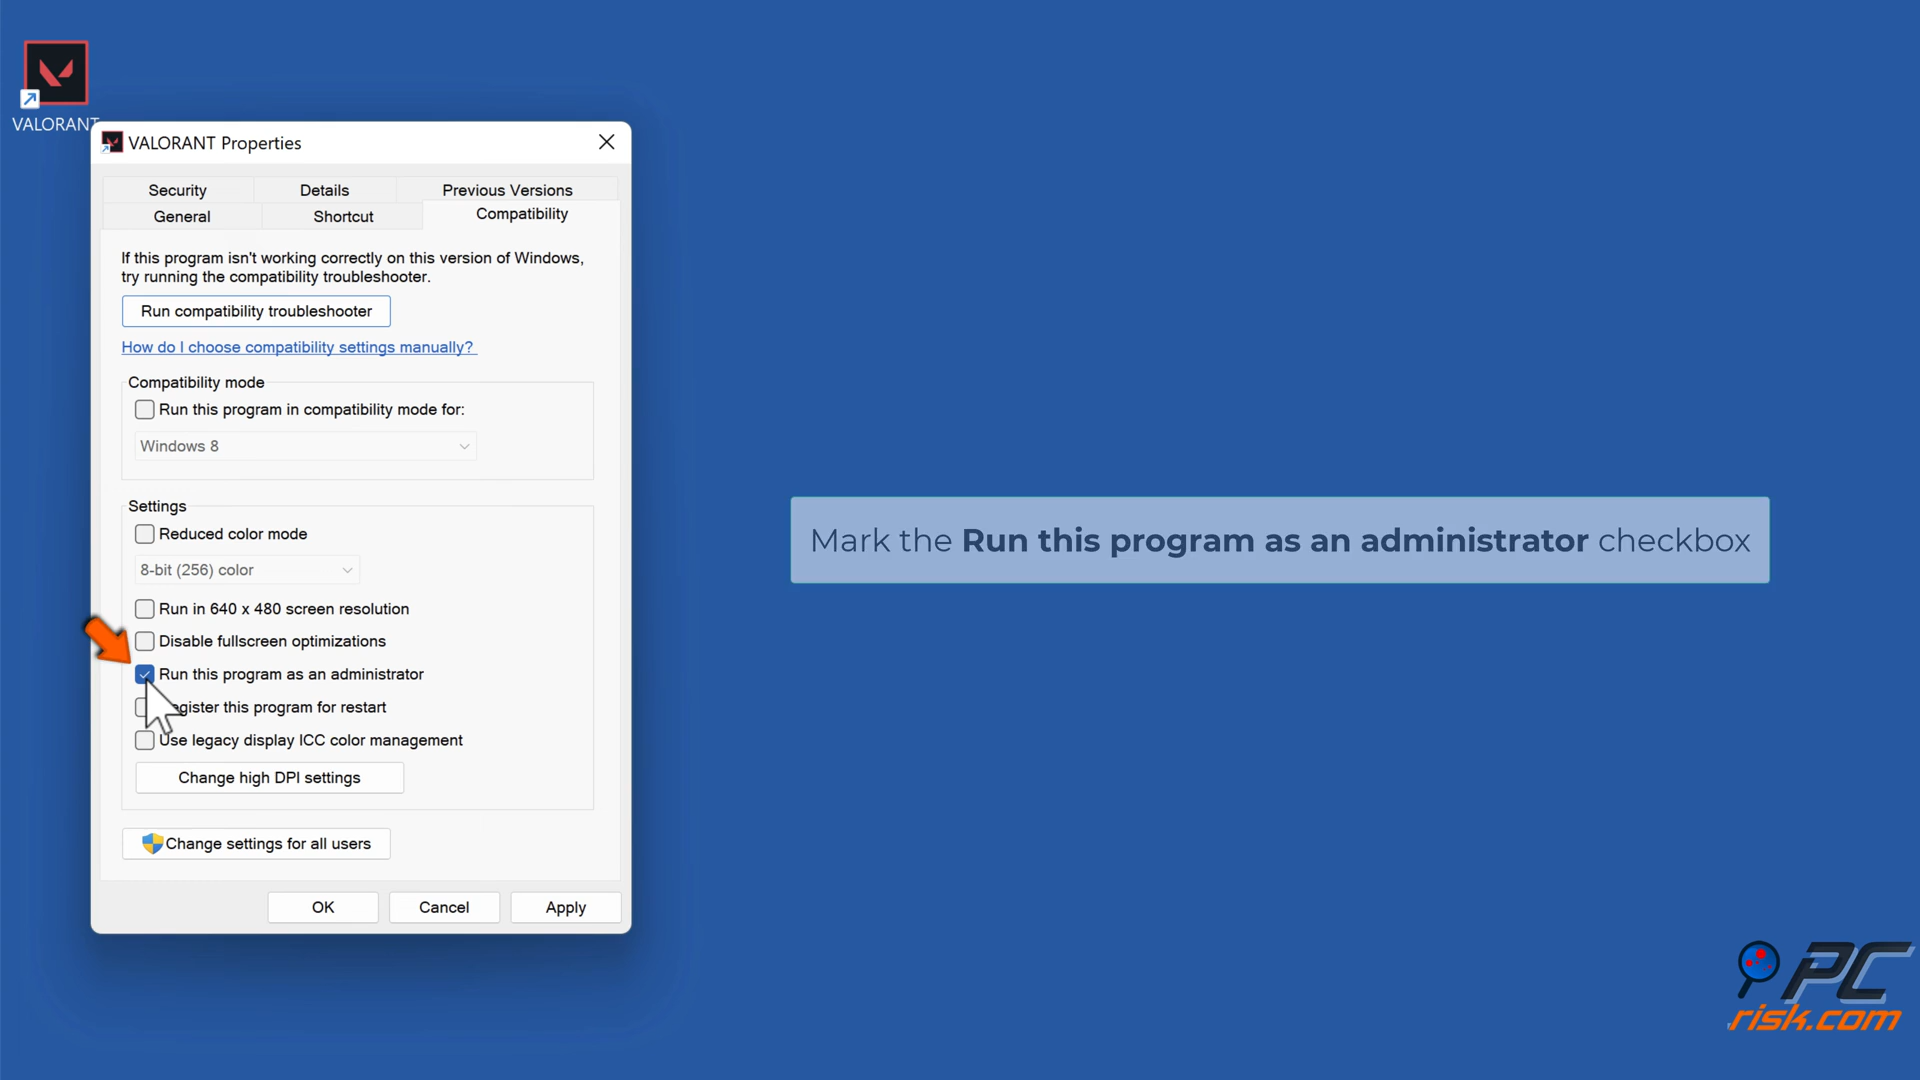 VALORANT
VALORANT Properties
Security Details Previous Versions
General Shortcut Compatibility
If this program isn't working correctly on this version of Windows,
try running the compatibility troubleshooter.
Run compatibility troubleshooter
How do I choose compatibility settings manually?
Compatibility mode
Run this program in compatibility mode for:
Windows 8
Settings
Reduced color mode
8-bit (256) color
Run in 640 x 480 screen resolution
Disable fullscreen optimizations
Run this program as an administrator
egister this program for restart
Use legacy display ICC color management
Change high DPI settings
Change settings for all users
OK Cancel Apply
Mark the Run this program as an administrator checkbox
PC
risk.com